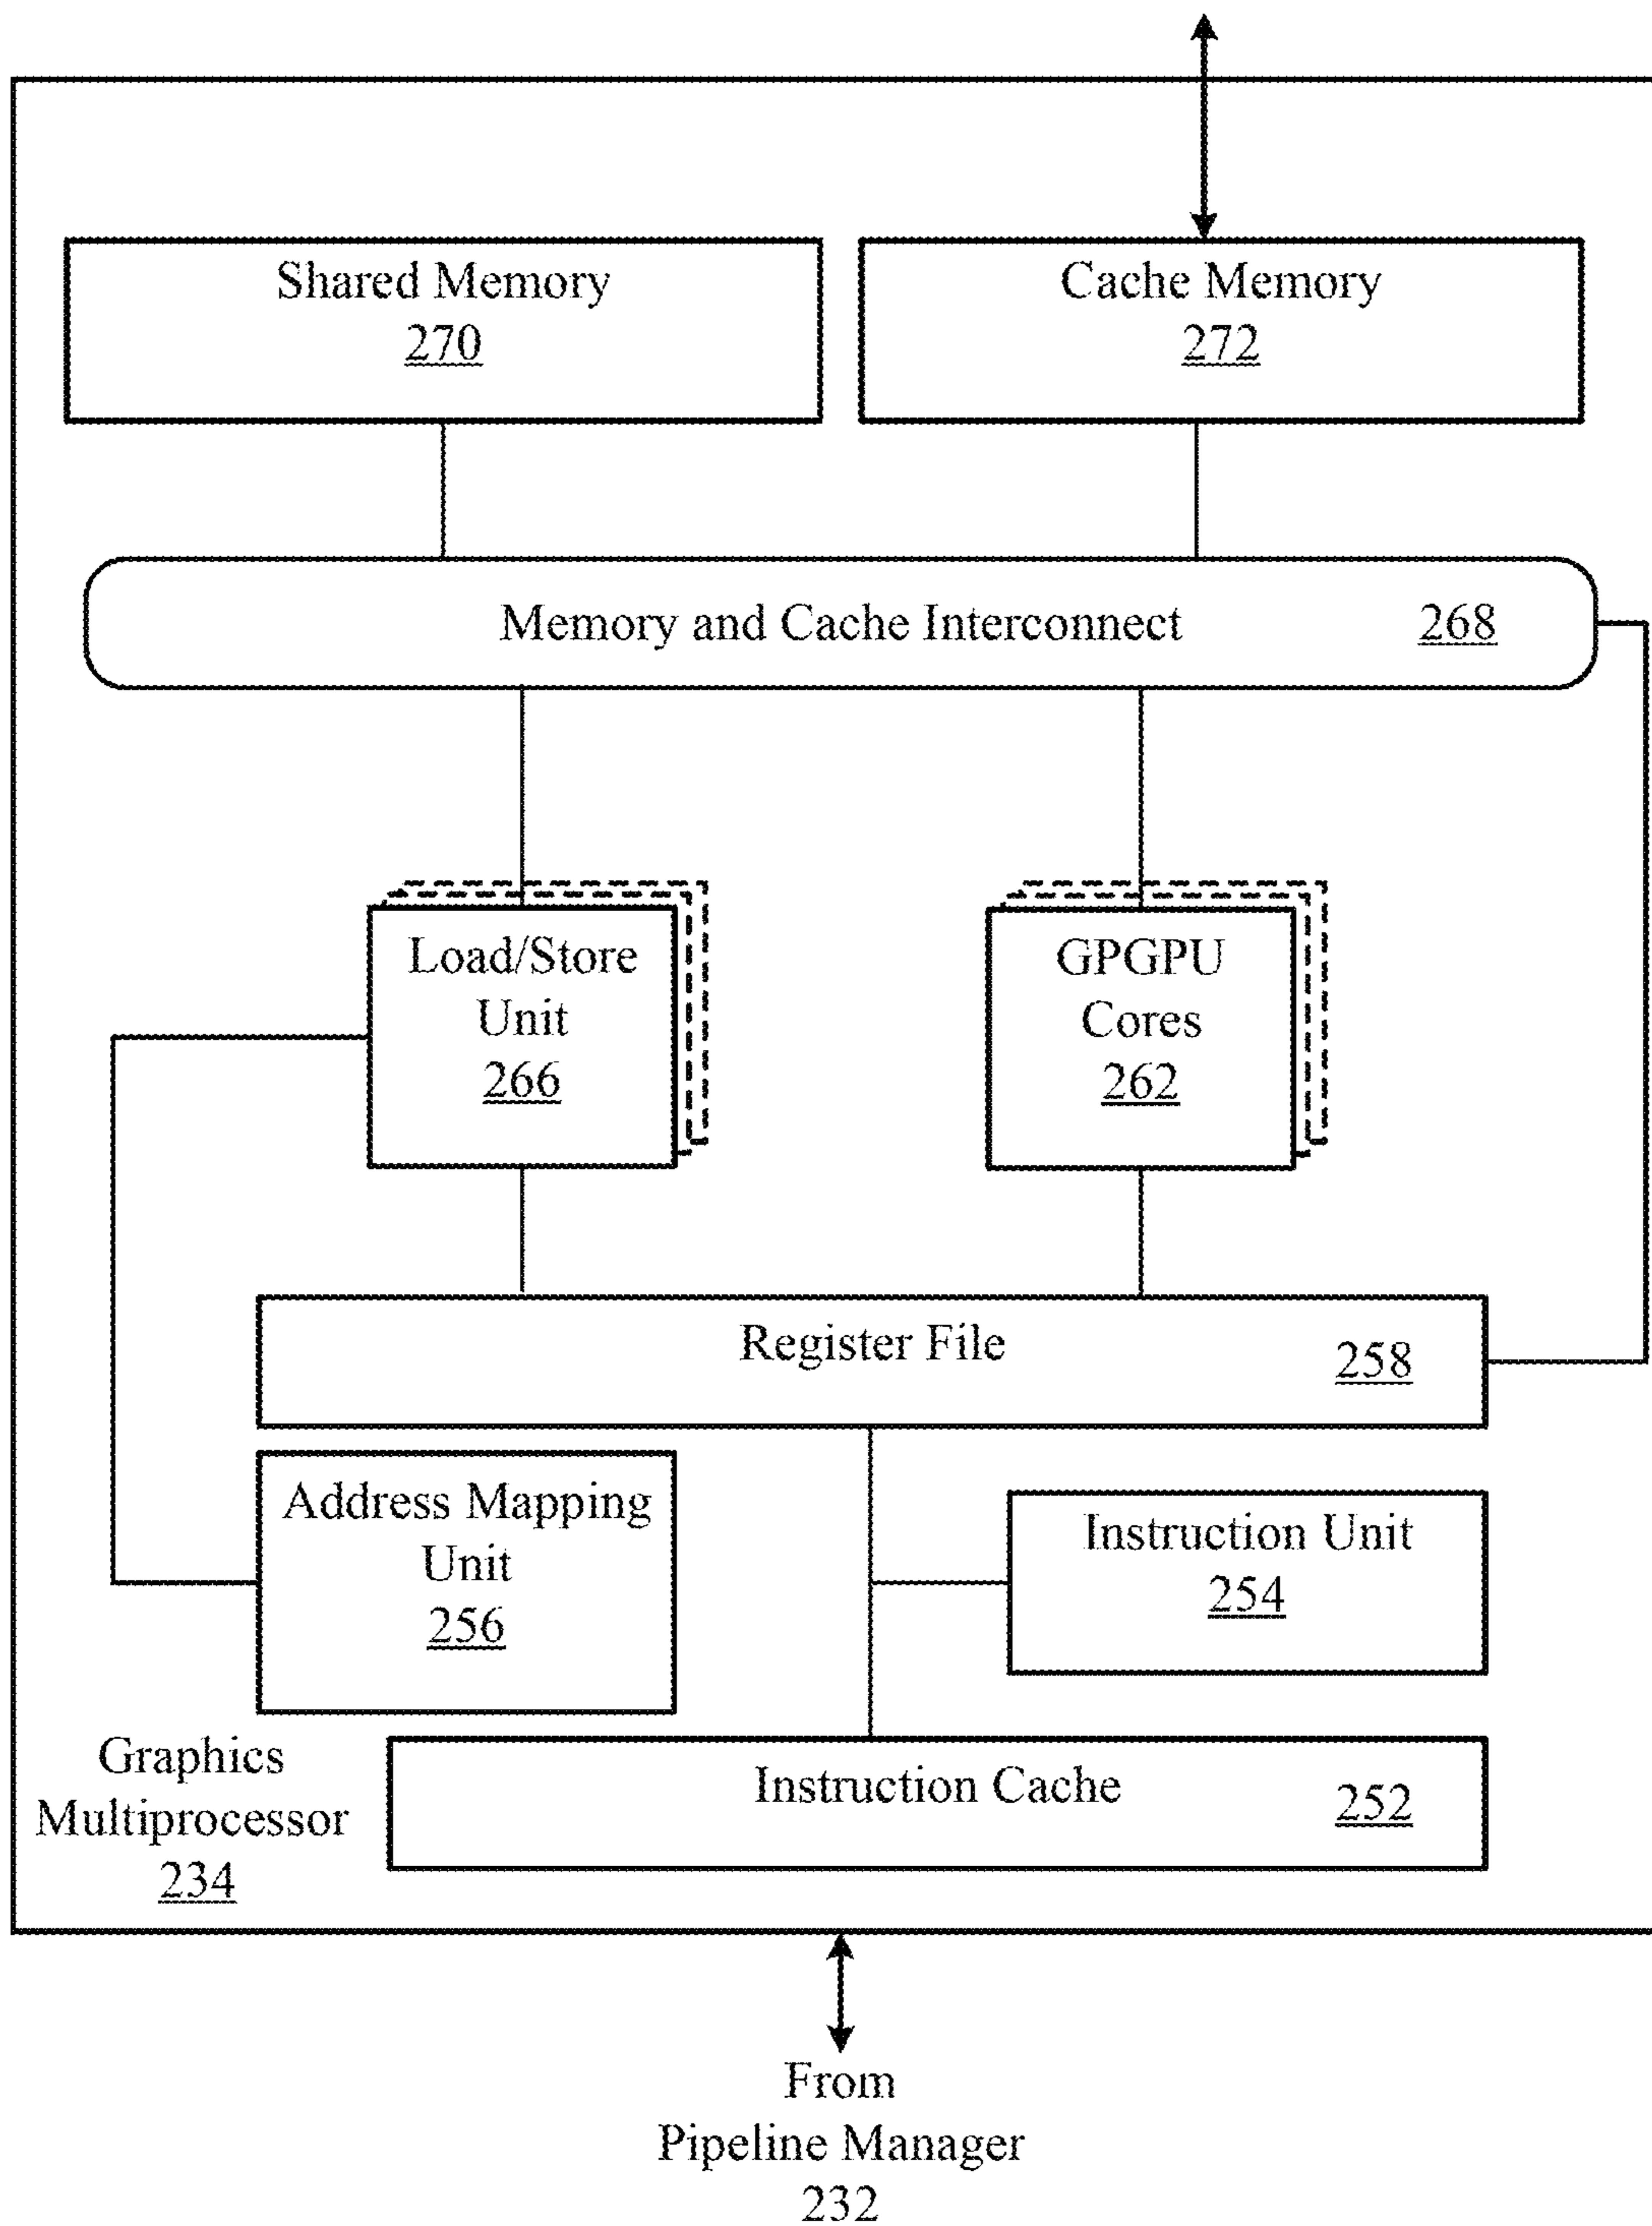 Shared Memory
270
Cache Memory
272
Memory and Cache Interconnect 268
Load/Store
Unit
266
GPGPU
Cores
262
Register File 258
Address Mapping
Unit
256
Instruction Unit
254
Graphics
Multiprocessor
234
Instruction Cache 252
From
Pipeline Manager
232